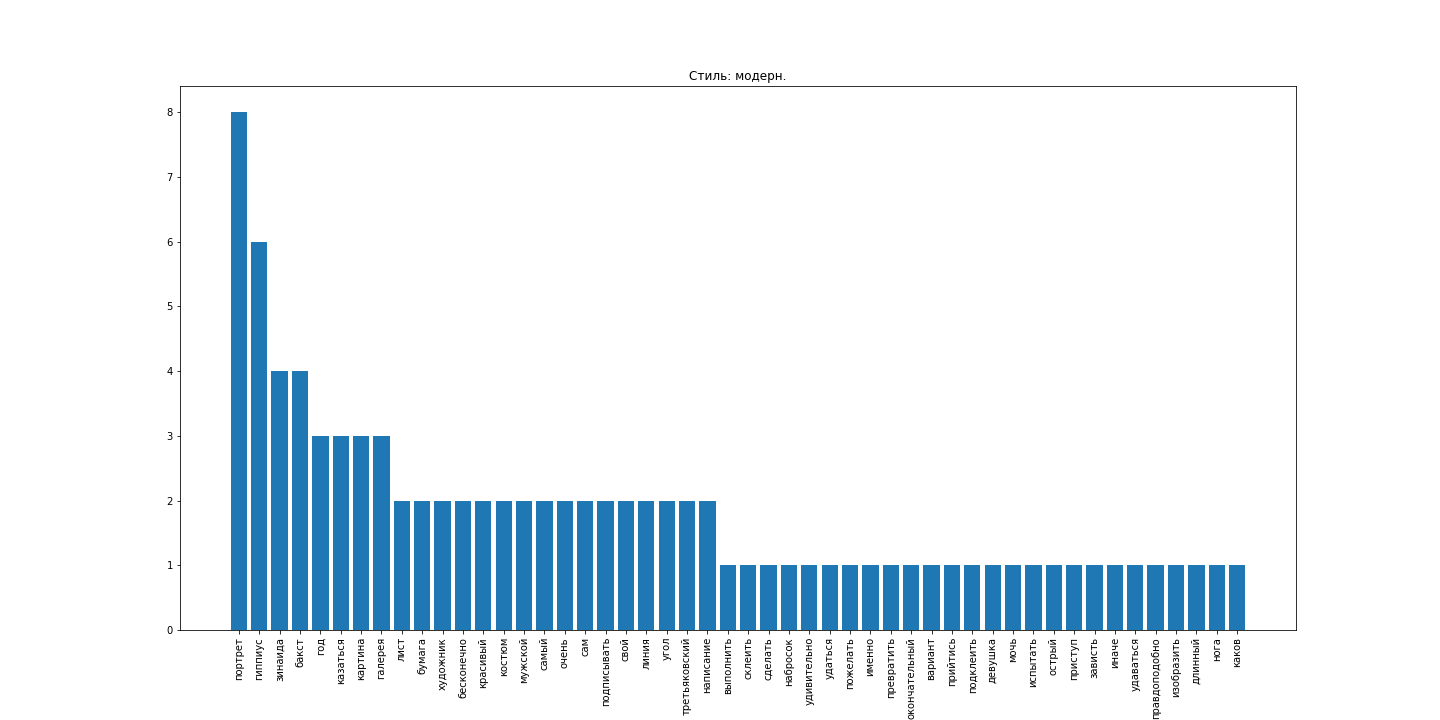 Стиль: модерн.
8
7
6
5
4
3
2
1
0
портрет
гиппиус
зинаида
бакст
год
казаться
картина
галерея
лист
бумага
художник
бесконечно
красивый
костюм
мужской
самый
очень
сам
подписывать
свой
линия
угол
третьяковский
написание
выполнить
склеить
сделать
набросок
удивительно
удаться
пожелать
именно
превратить
окончательный
вариант
прийтись
подклеить
девушка
мочь
испытать
острый
приступ
зависть
иначе
удаваться
правдоподобно
изобразить
длинный
нога
каков